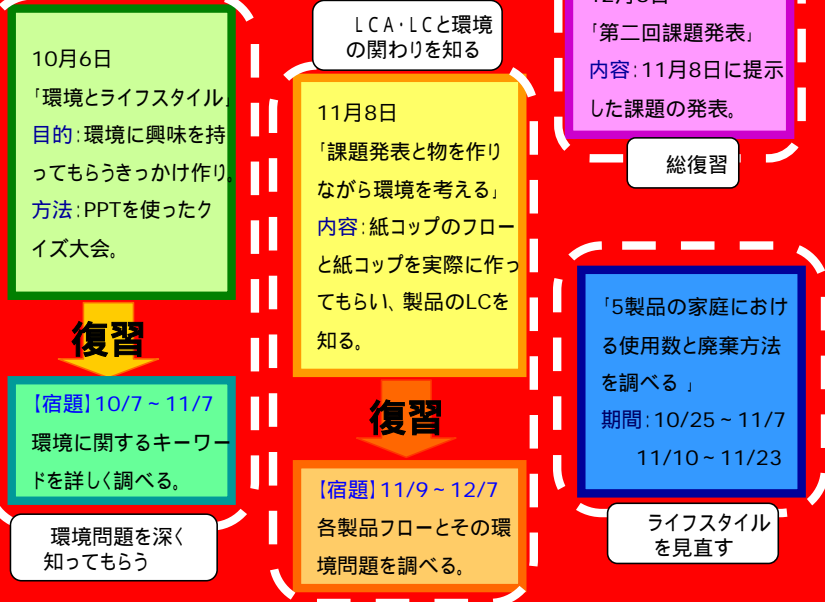 10月6日
「環境とライフスタイル」
目的:環境に興味を持
ってもらうきっかけ作り。
方法:PPTを使ったク
イズ大会。
復習
【宿題】10/7~11/7
環境に関するキーワー
ドを詳しく調べる。
環境問題を深く
知ってもらう
LCA・LCと環境
の関わりを知る
11月8日
「課題発表と物を作り
ながら環境を考える」
内容:紙コップのフロー
と紙コップを実際に作っ
てもらい、製品のLCを
知る。
復習
【宿題】11/9~12/7
各製品フローとその環
境問題を調べる。
「第二回課題発表」
内容:11月8日に提示
した課題の発表。
総復習
「5製品の家庭におけ
る使用数と廃棄方法
を調べる 」
期間:10/25~11/7
11/10~11/23
ライフスタイル
を見直す